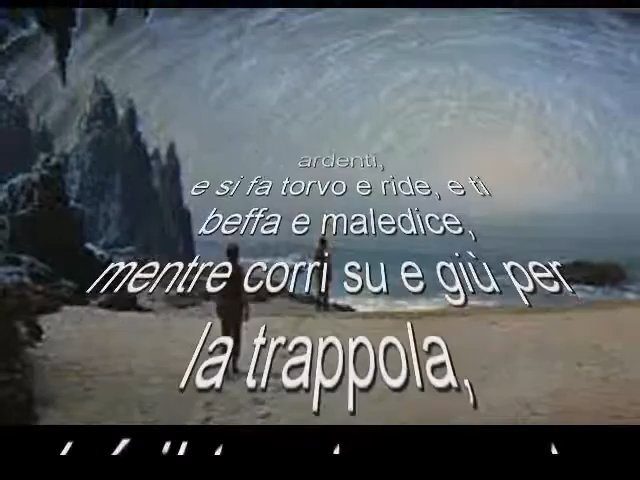 ardenti,
e si fa torvo e ride, e ti
beffa e maledice,
mentre corri su e giù per
la trappola,